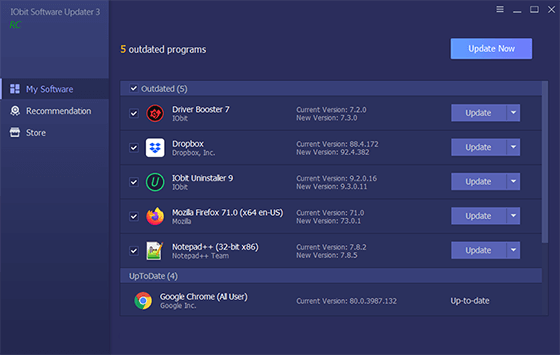 IObit Software Updater 3
RC
5 outdated programs
Update Now
My Software
Recommendation
Store
Outdated (5)
Driver Booster 7
IObit
Current Version: 7.2.0
New Version: 7.3.0
Update
Dropbox
Dropbox, Inc.
Current Version: 88.4.172
New Version: 92.4.382
Update
IObit Uninstaller 9
IObit
Current Version: 9.2.0.16
New Version: 9.3.0.11
Update
Mozilla Firefox 71.0 (x64 en-US)
Mozilla
Current Version: 71.0
New Version: 73.0.1
Update
Notepad++ (32-bit x86)
Notepad++ Team
Current Version: 7.8.2
New Version: 7.8.5
Update
UpToDate (4)
Google Chrome (All User)
Google Inc.
Current Version: 80.0.3987.132
Up-to-date